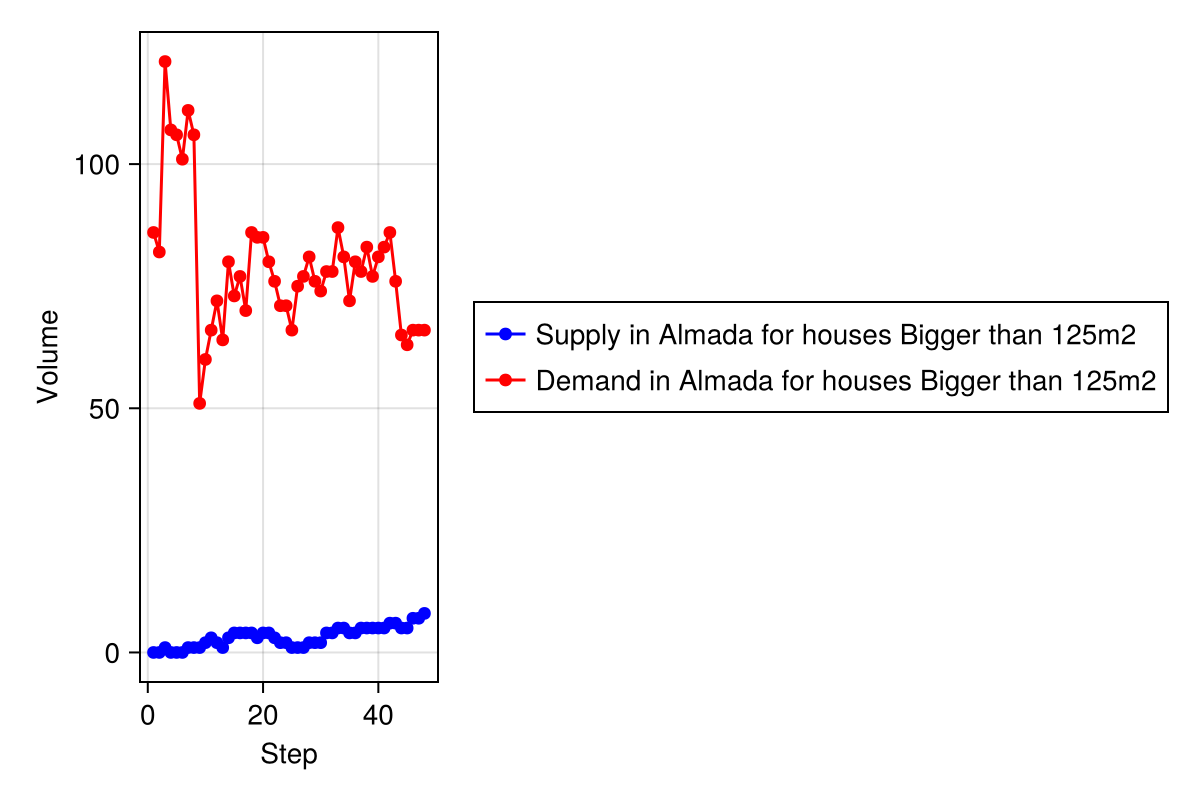 Volume
100
50
0
0 20 40
Step
Supply in Almada for houses Bigger than 125m2
Demand in Almada for houses Bigger than 125m2